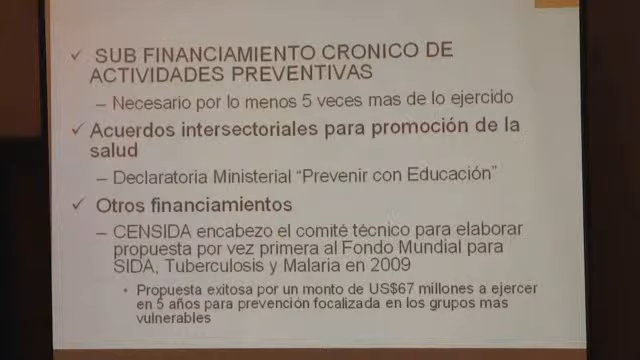 ✓ SUB FINANCIAMIENTO CRONICO DE
ACTIVIDADES PREVENTIVAS
– Necesario por lo menos 5 veces mas de lo ejercido
✓ Acuerdos intersectoriales para promoción de la
salud
– Declaratoria Ministerial “Prevenir con Educación”
✓ Otros financiamientos
– CENSIDA encabezo el comité técnico para elaborar
propuesta por vez primera al Fondo Mundial para
SIDA, Tuberculosis y Malaria en 2009
• Propuesta exitosa por un monto de US$67 millones a ejercer
en 5 años para prevención focalizada en los grupos mas
vulnerables